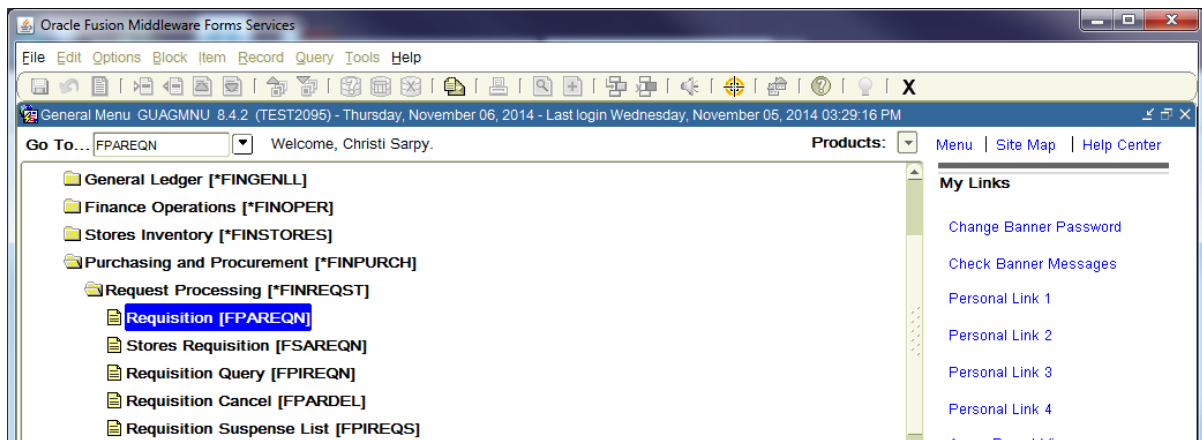 Oracle Fusion Middleware Forms Services
File Edit Options Block Item Record Query Tools Help
X
General Menu GUAGMNU 8.4.2 (TEST2095) - Thursday, November 06, 2014 - Last login Wednesday, November 05, 2014 03:29:16 PM
Go To... FPAREQN Welcome, Christi Sarpy. Products: Menu | Site Map | Help Center
General Ledger [*FINGENLL]
Finance Operations [*FINOPER]
Stores Inventory [*FINSTORES]
Purchasing and Procurement [*FINPURCH]
Request Processing [*FINREQST]
Requisition [FPAREQN]
Stores Requisition [FSAREQN]
Requisition Query [FPIREQN]
Requisition Cancel [FPARDEL]
Requisition Suspense List [FPIREQS]
My Links
Change Banner Password
Check Banner Messages
Personal Link 1
Personal Link 2
Personal Link 3
Personal Link 4